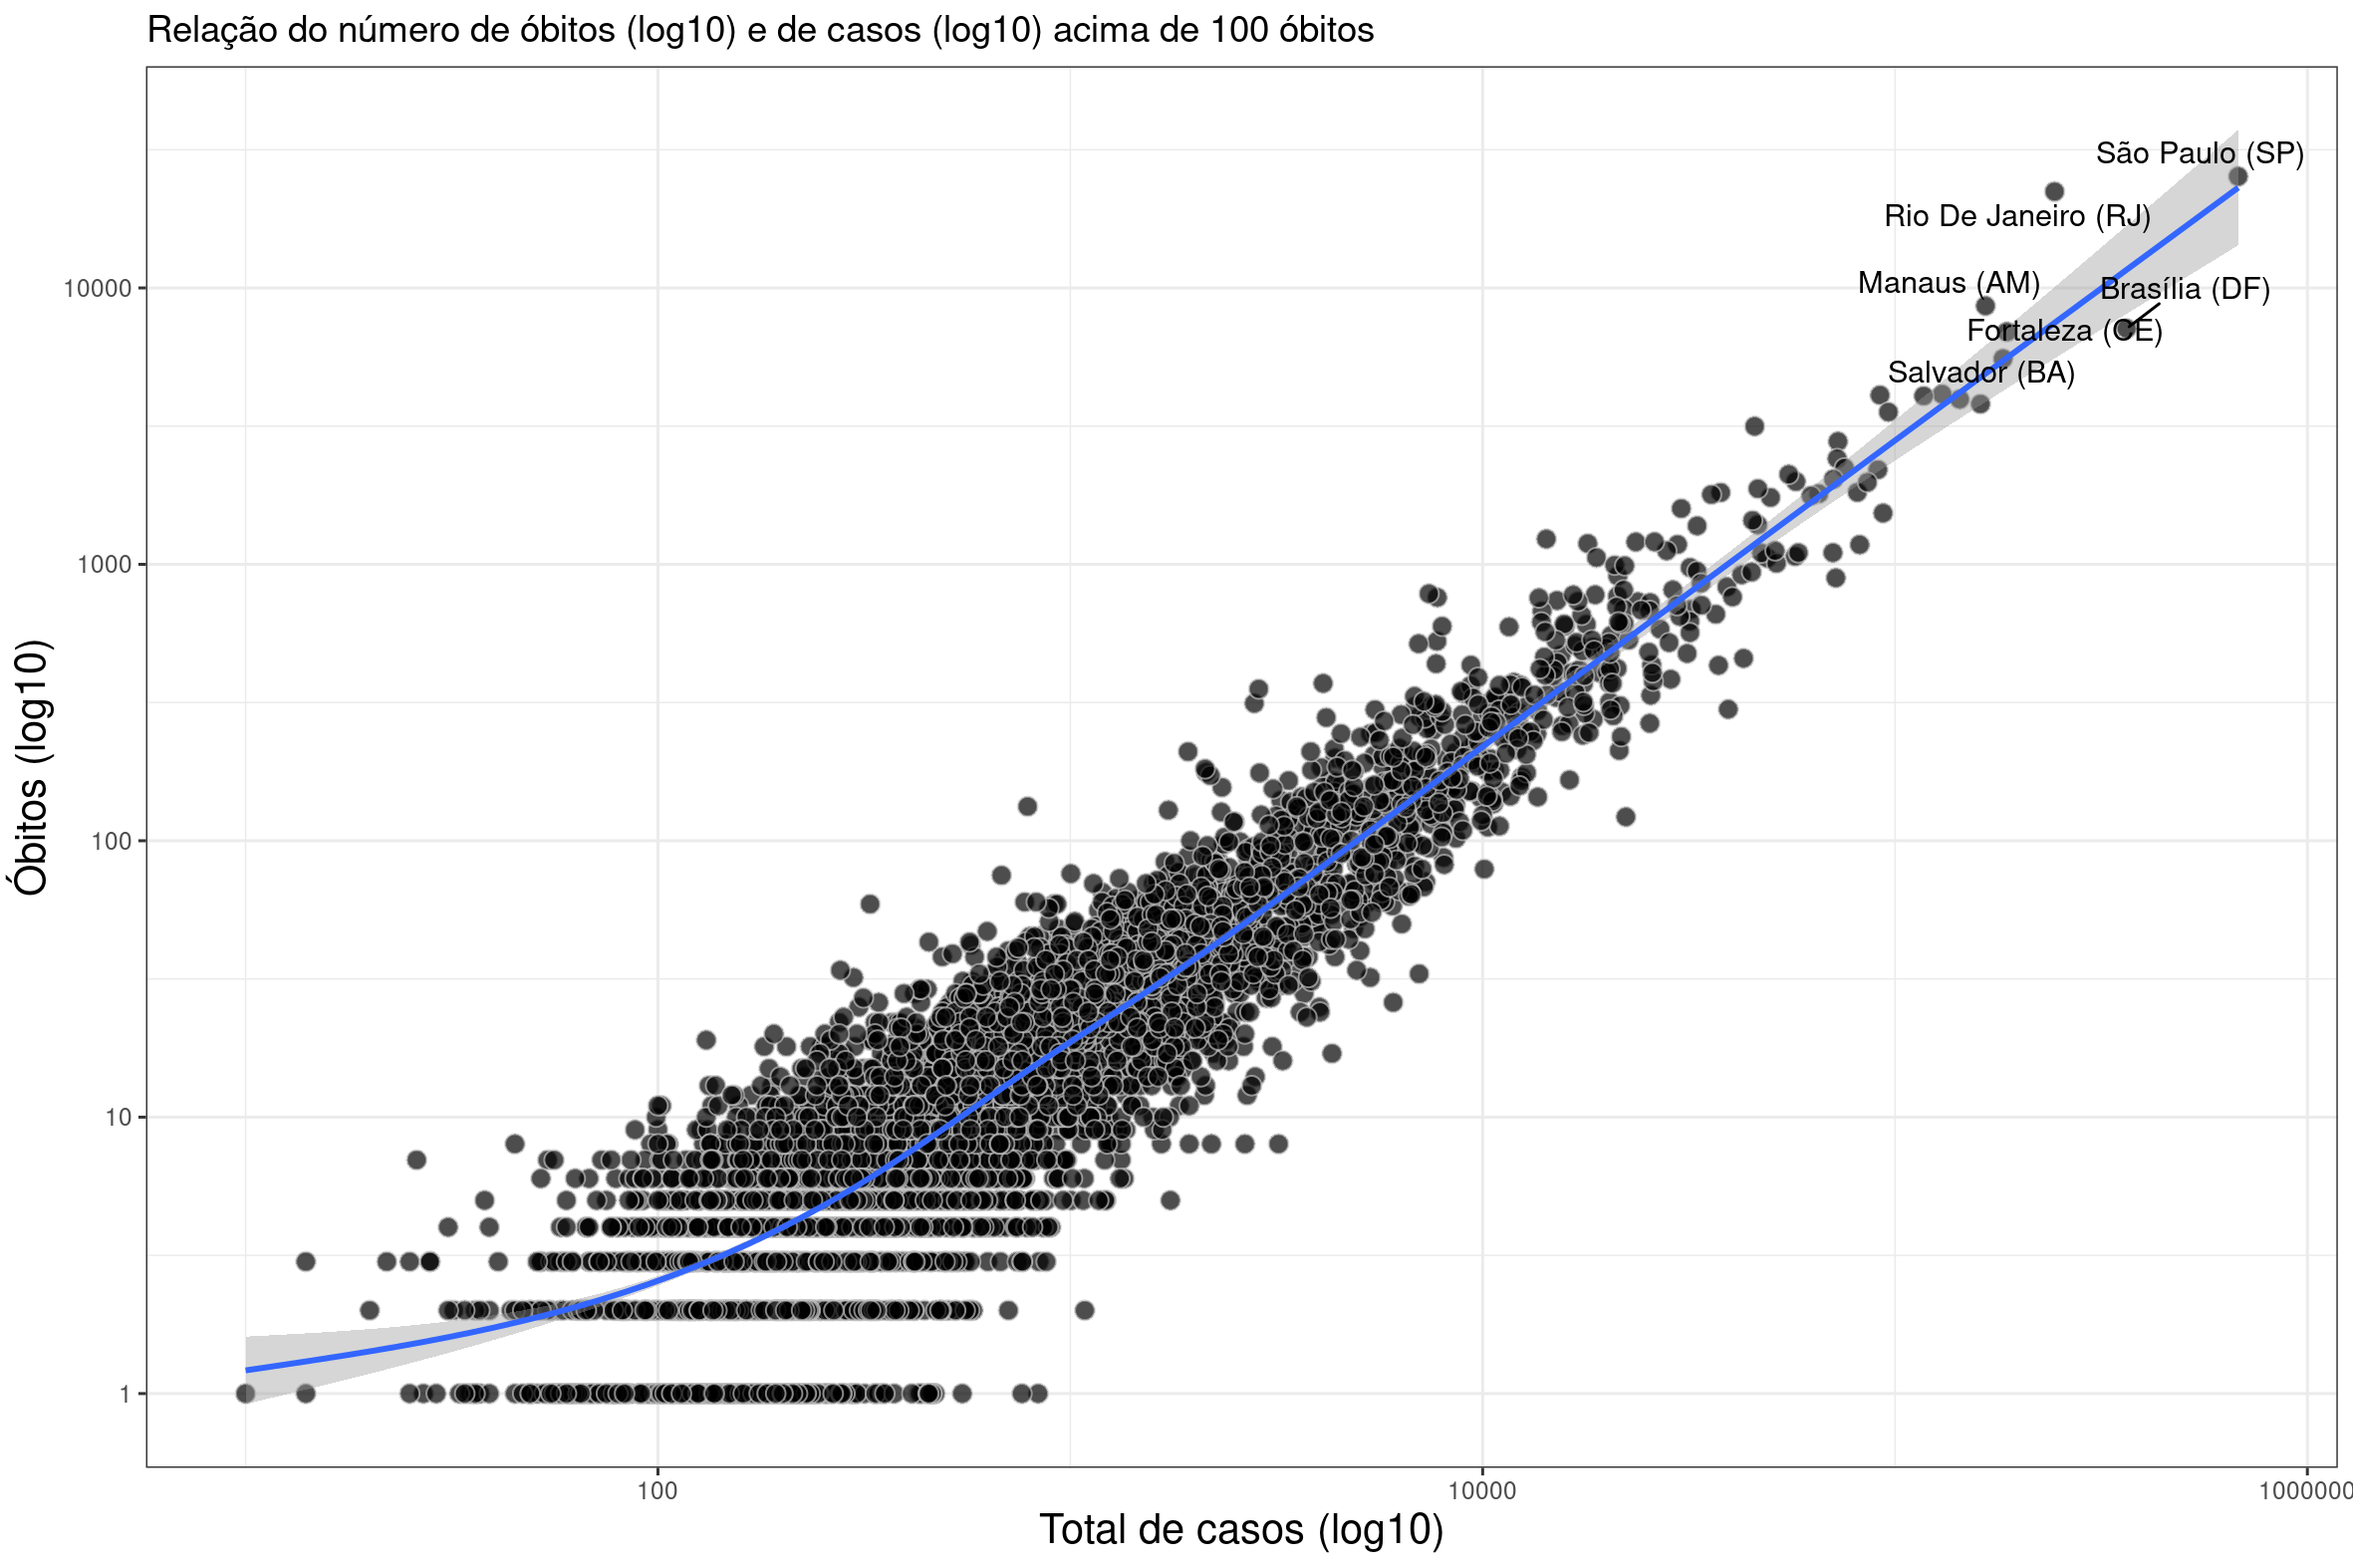 Relação do número de óbitos (log10) e de casos (log10) acima de 100 óbitos
São Paulo (SP)
Rio De Janeiro (RJ)
Manaus (AM)
Brasília (DF)
Fortaleza (CE)
Salvador (BA)
10000
1000
100
10
1
Óbitos (log10)
100
10000
1000000
Total de casos (log10)